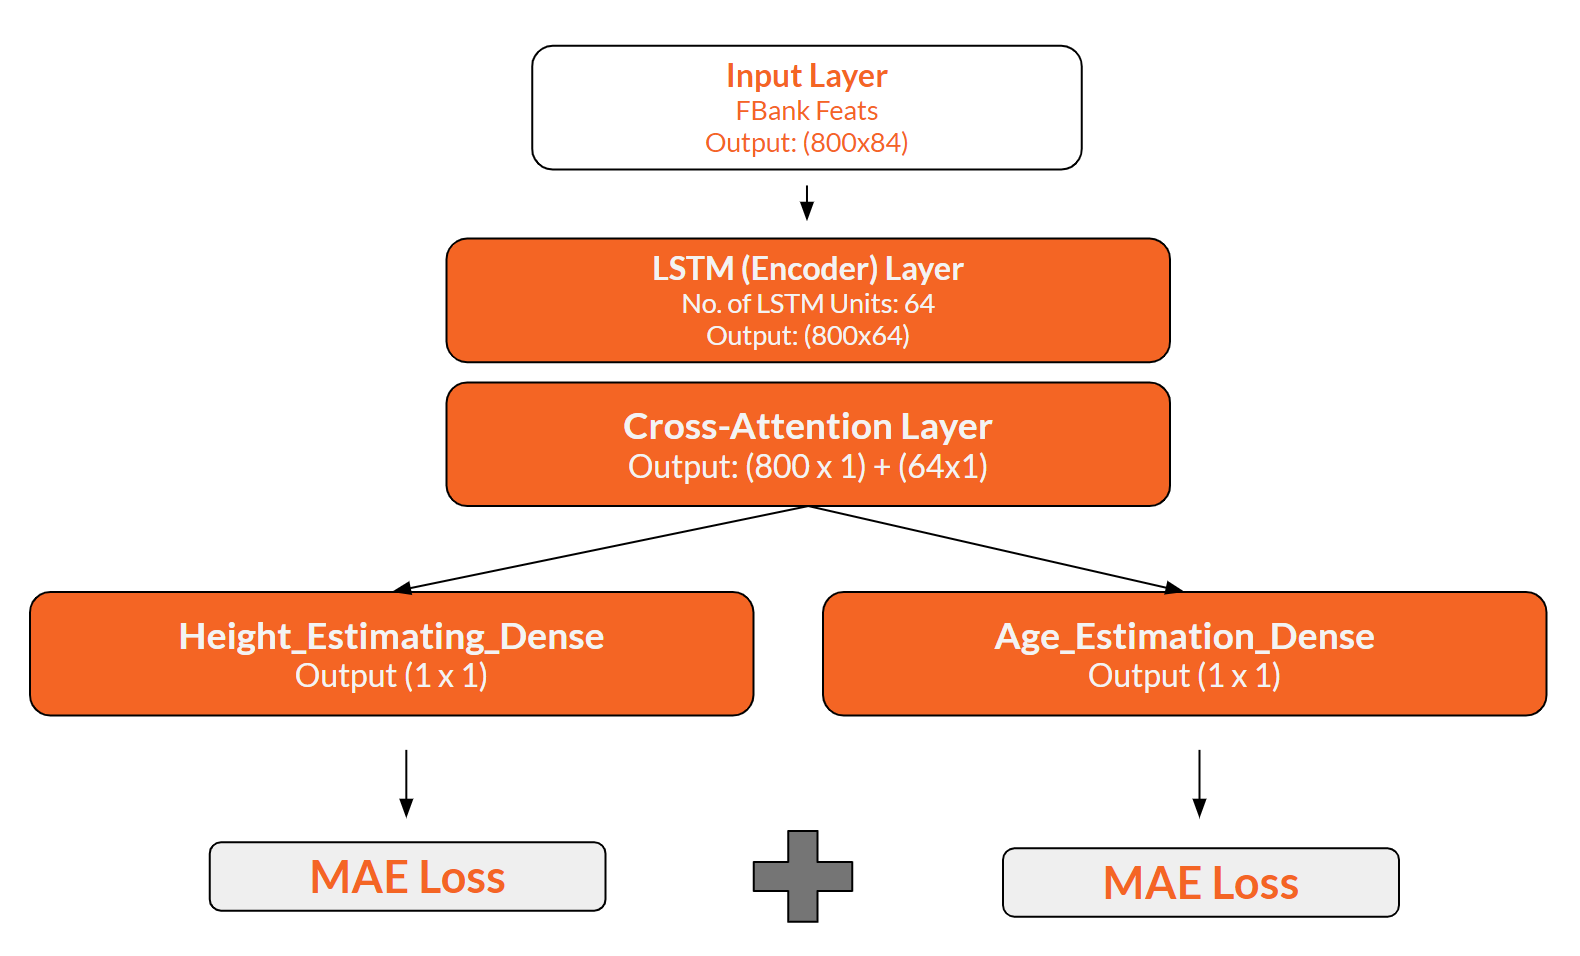 Input Layer
FBank Feats
Output: (800x84)
LSTM (Encoder) Layer
No. of LSTM Units: 64
Output: (800x64)
Cross-Attention Layer
Output: (800 x 1) + (64x1)
Height_Estimating_Dense
Output (1 x 1)
Age_Estimation_Dense
Output (1 x 1)
MAE Loss
MAE Loss